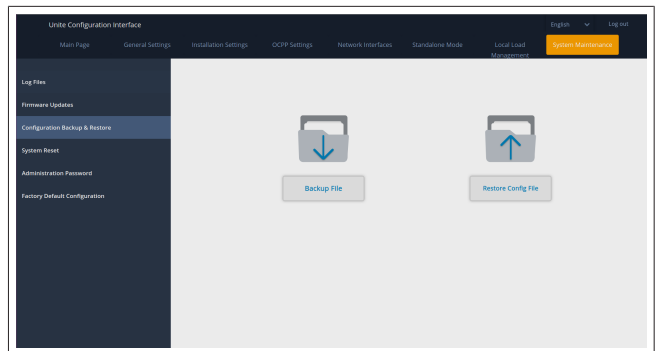 Unite Configuration Interface
English
Log out
Main Page
General Settings
Installation Settings
OCPP Settings
Network Interfaces
Standalone Mode
Local Load
Management
System Maintenance
Log Files
Firmware Updates
Configuration Backup & Restore
System Reset
Administration Password
Factory Default Configuration
Backup File
Restore Config File